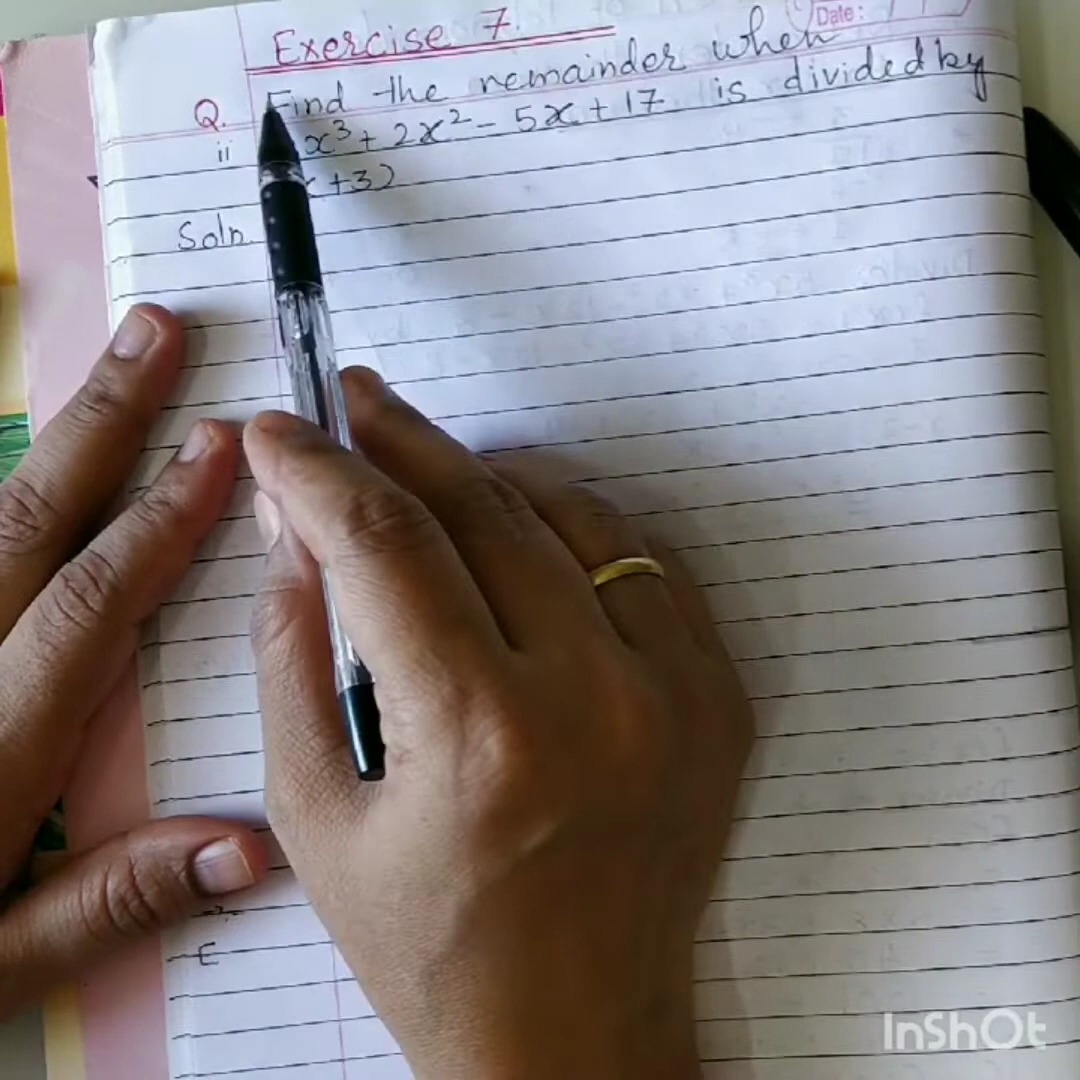 Date:
Exercise 7.
Q. Find the remainder when
ii x³ + 2x² - 5x + 17 is divided by
+3)
Soln.
InShOt